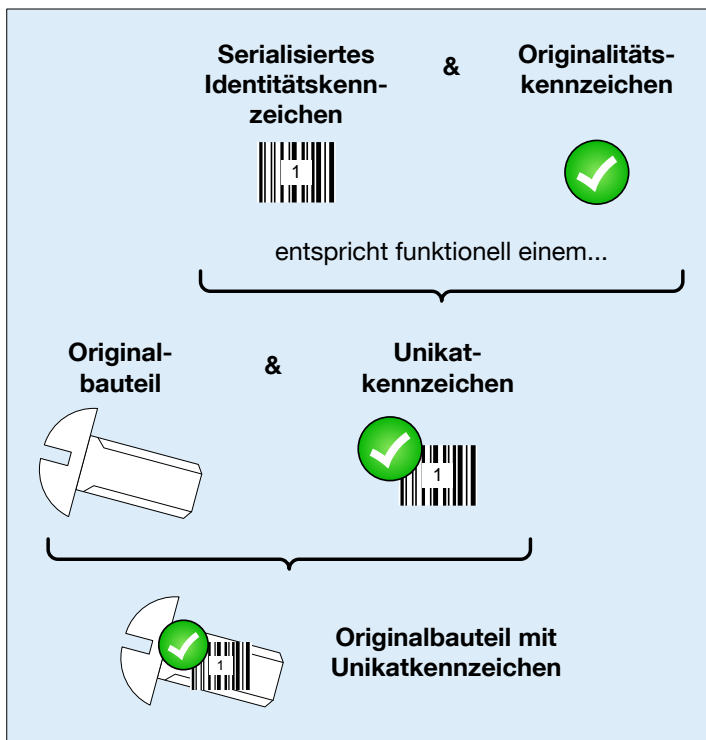 Serialisiertes
Identitätskenn-
zeichen
&
Originalitäts-
kennzeichen
1
entspricht funktionell einem...
Original-
bauteil
&
Unikat-
kennzeichen
1
1
Originalbauteil mit
Unikatkennzeichen